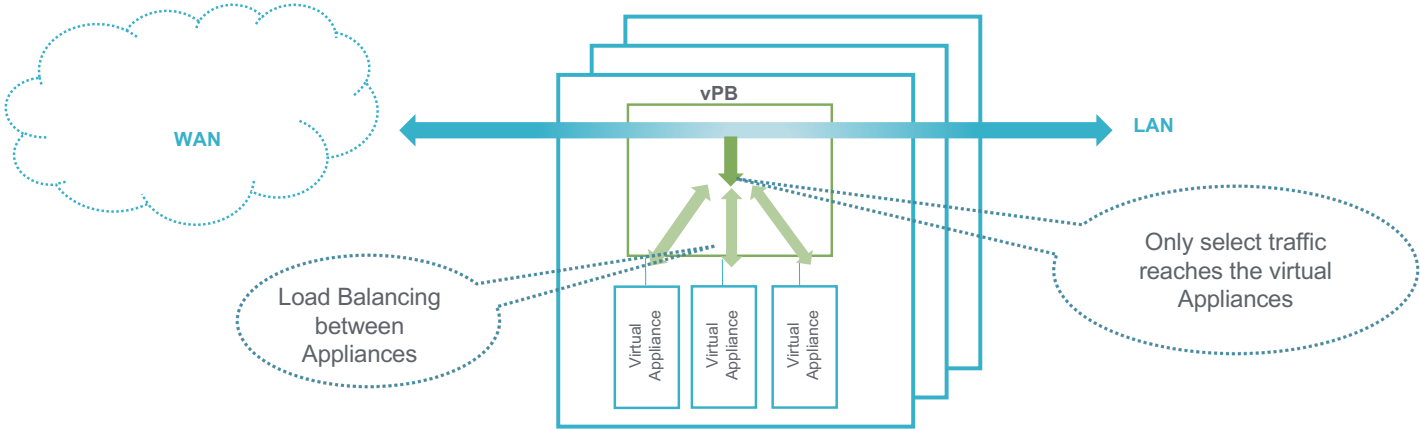 vPB
WAN
LAN
Only select traffic
reaches the virtual
Appliances
Load Balancing
between
Appliances
Virtual
Appliance
Virtual
Appliance
Virtual
Appliance